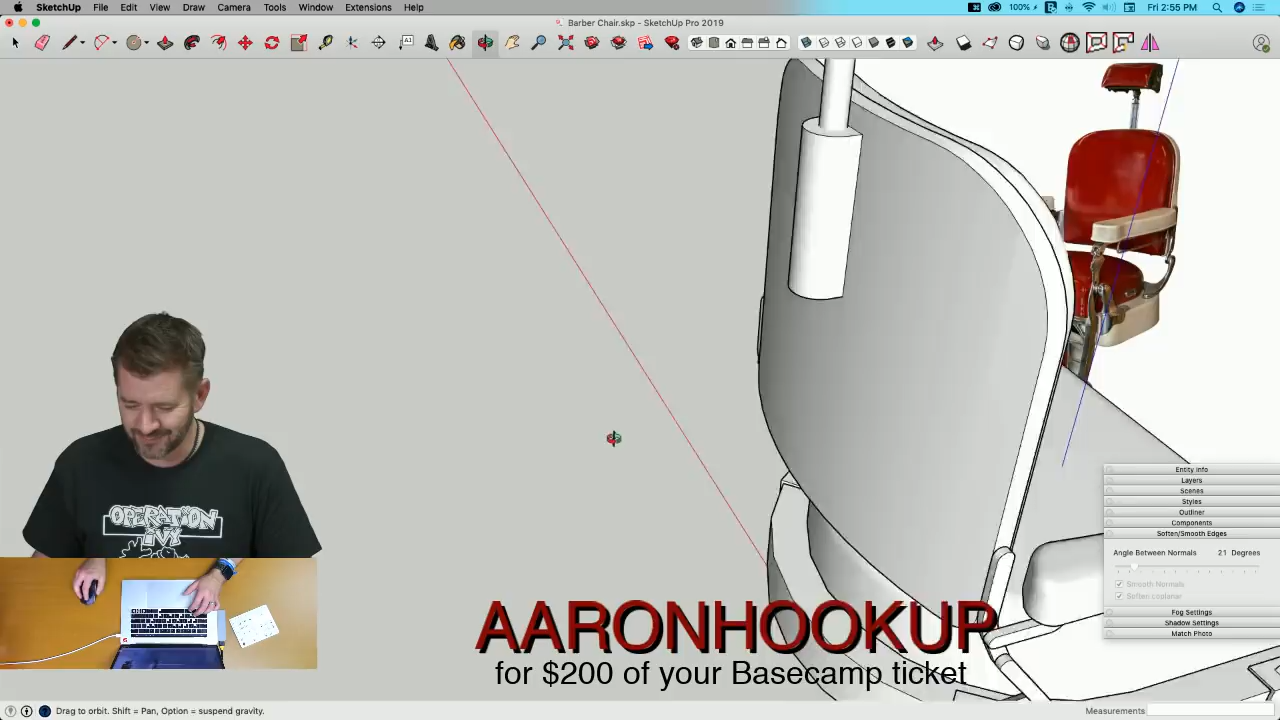 SketchUp File Edit View Draw Camera Tools Window Extensions Help
100% Fri 2:55 PM
Barber Chair.skp - SketchUp Pro 2019
Entity Info
Layers
Scenes
Styles
Outliner
Components
Soften/Smooth Edges
Angle Between Normals 21 Degrees
Smooth Normals
Soften coplanar
Fog Settings
Shadow Settings
Match Photo
OPERATION
IVY
AARONHOOKUP
for $200 of your Basecamp ticket
Drag to orbit. Shift = Pan, Option = suspend gravity.
Measurements